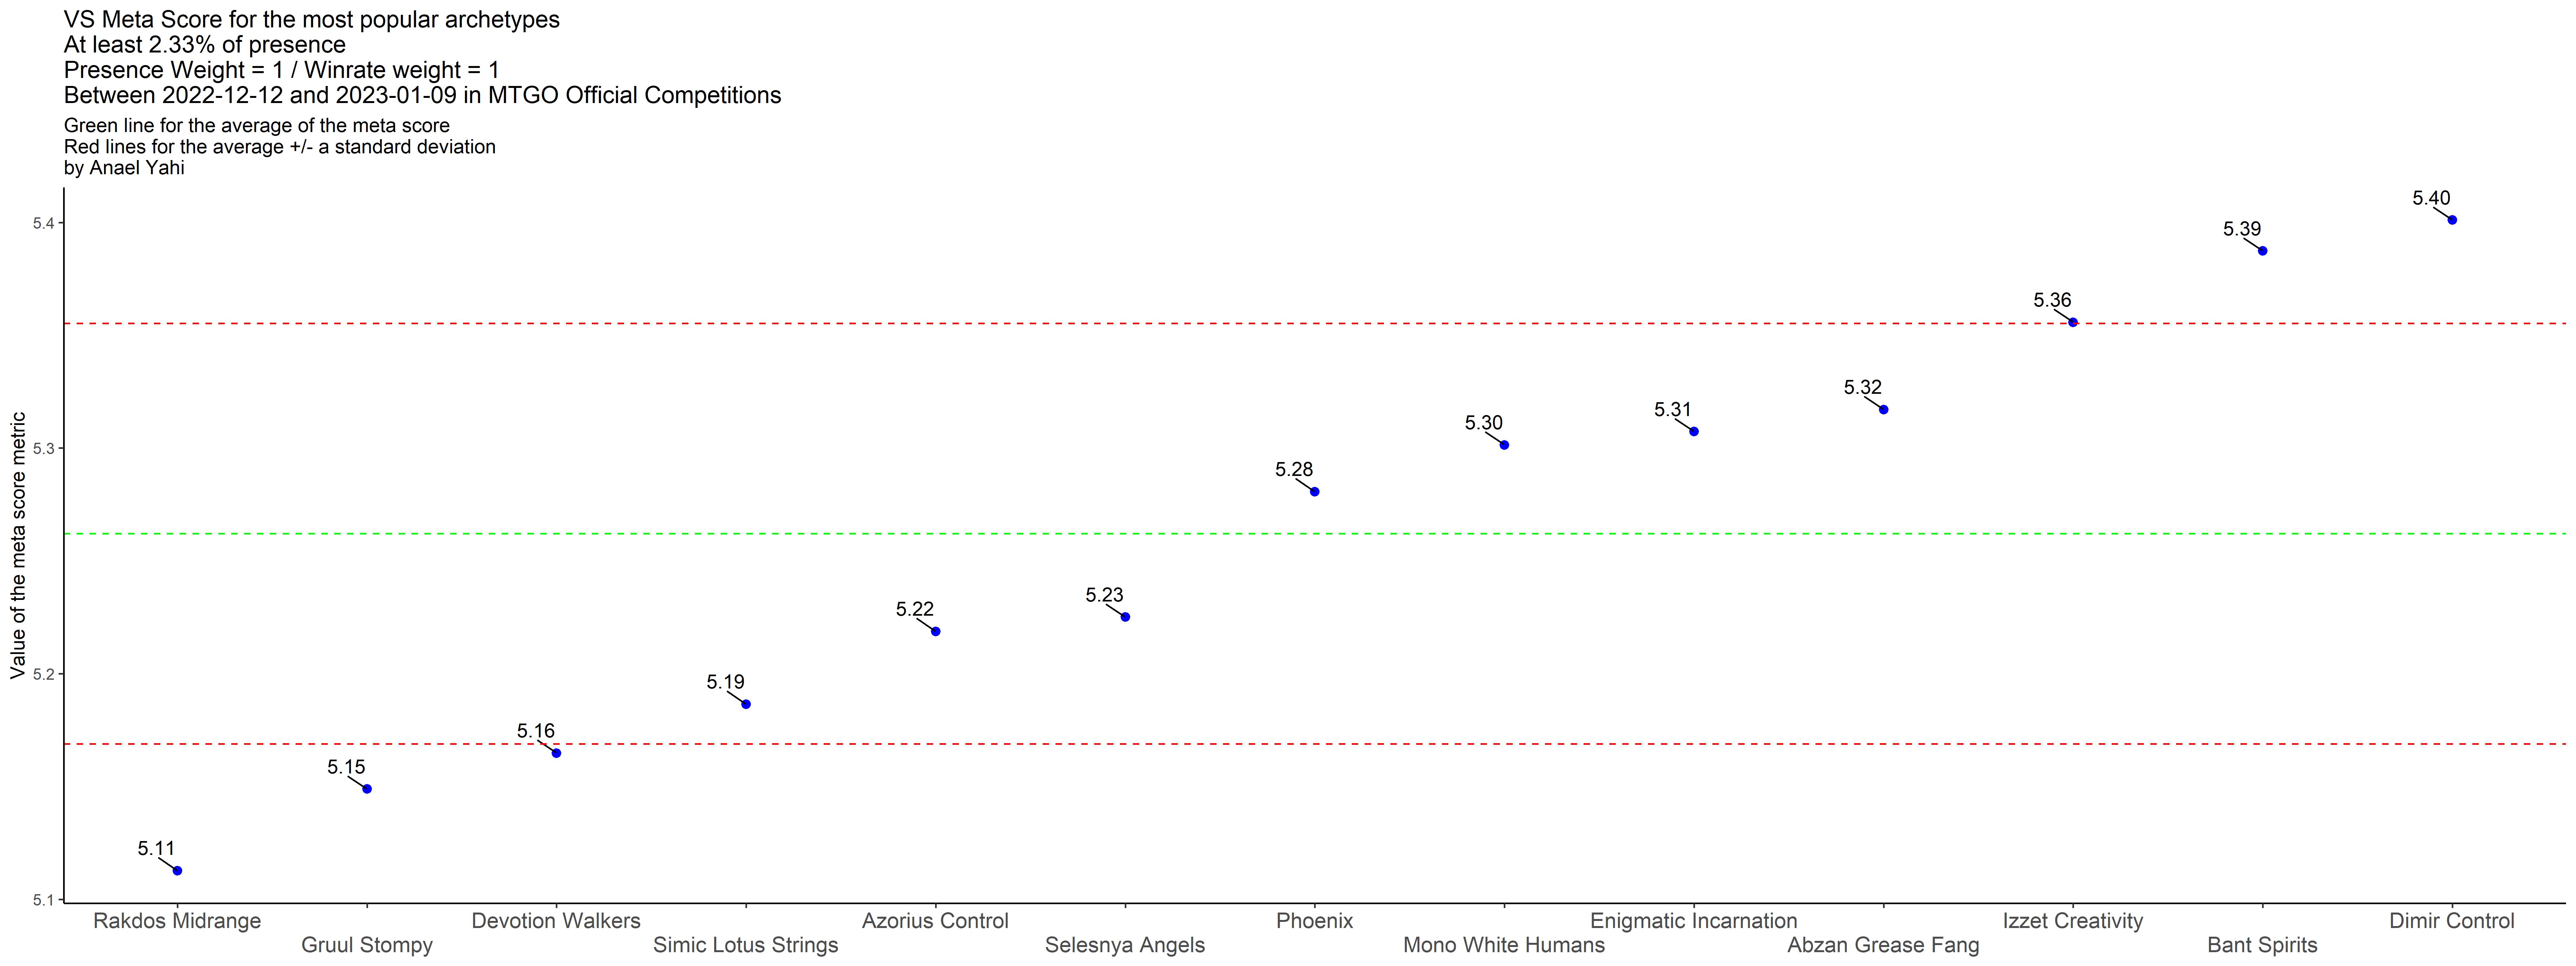 VS Meta Score for the most popular archetypes
At least 2.33% of presence
Presence Weight = 1 / Winrate weight = 1
Between 2022-12-12 and 2023-01-09 in MTGO Official Competitions
Green line for the average of the meta score
Red lines for the average +/- a standard deviation
by Anael Yahi
Value of the meta score metric
5.4
5.3
5.2
5.1
5.11
5.15
5.16
5.19
5.22
5.23
5.28
5.30
5.31
5.32
5.36
5.39
5.40
Rakdos Midrange
Gruul Stompy
Devotion Walkers
Simic Lotus Strings
Azorius Control
Selesnya Angels
Phoenix
Mono White Humans
Enigmatic Incarnation
Abzan Grease Fang
Izzet Creativity
Bant Spirits
Dimir Control